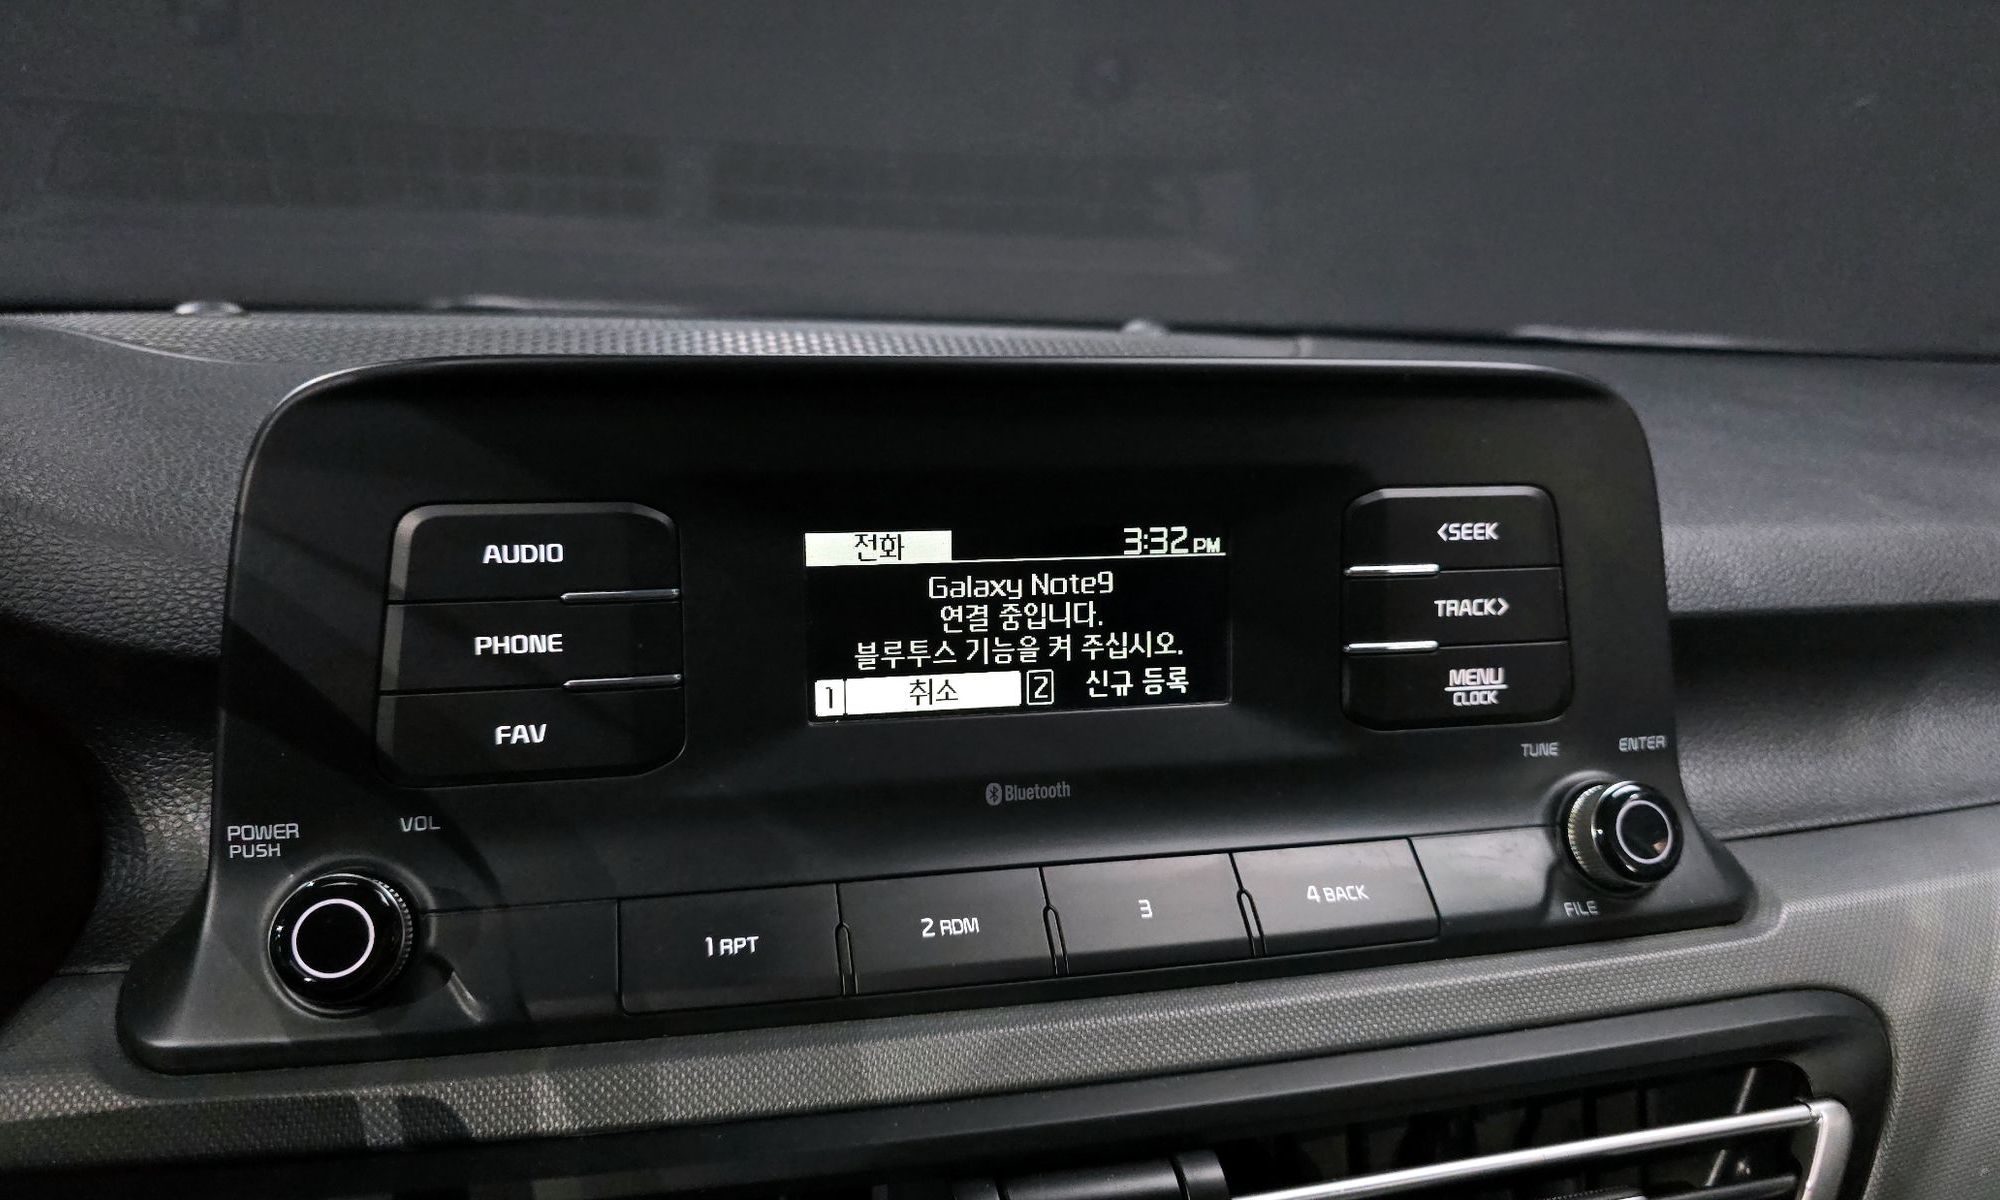 AUDIO
PHONE
FAV
전화 3:32 PM
Galaxy Note9
연결 중입니다.
블루투스 기능을 켜 주십시오.
1 취소 2 신규 등록
<SEEK
TRACK>
MENU
CLOCK
TUNE
ENTER
Bluetooth
POWER
PUSH
VOL
1 RPT
2 RDM
3
4 BACK
FILE